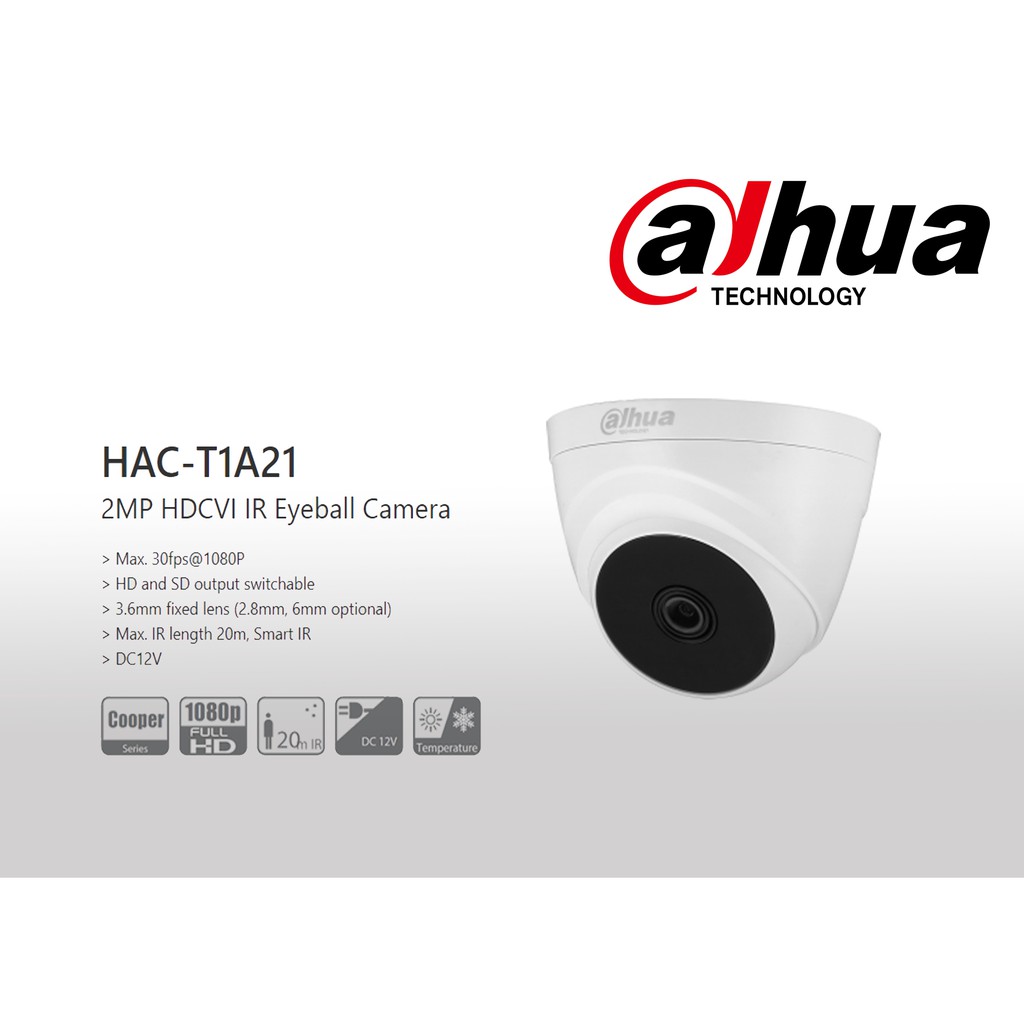 alhua
TECHNOLOGY
alhua
TECHNOLOGY
HAC-T1A21
2MP HDCVI IR Eyeball Camera
> Max. 30fps@1080P
> HD and SD output switchable
> 3.6mm fixed lens (2.8mm, 6mm optional)
> Max. IR length 20m, Smart IR
> DC12V
Cooper
Series
1080p
FULL
HD
20m IR
DC 12V
Temperature